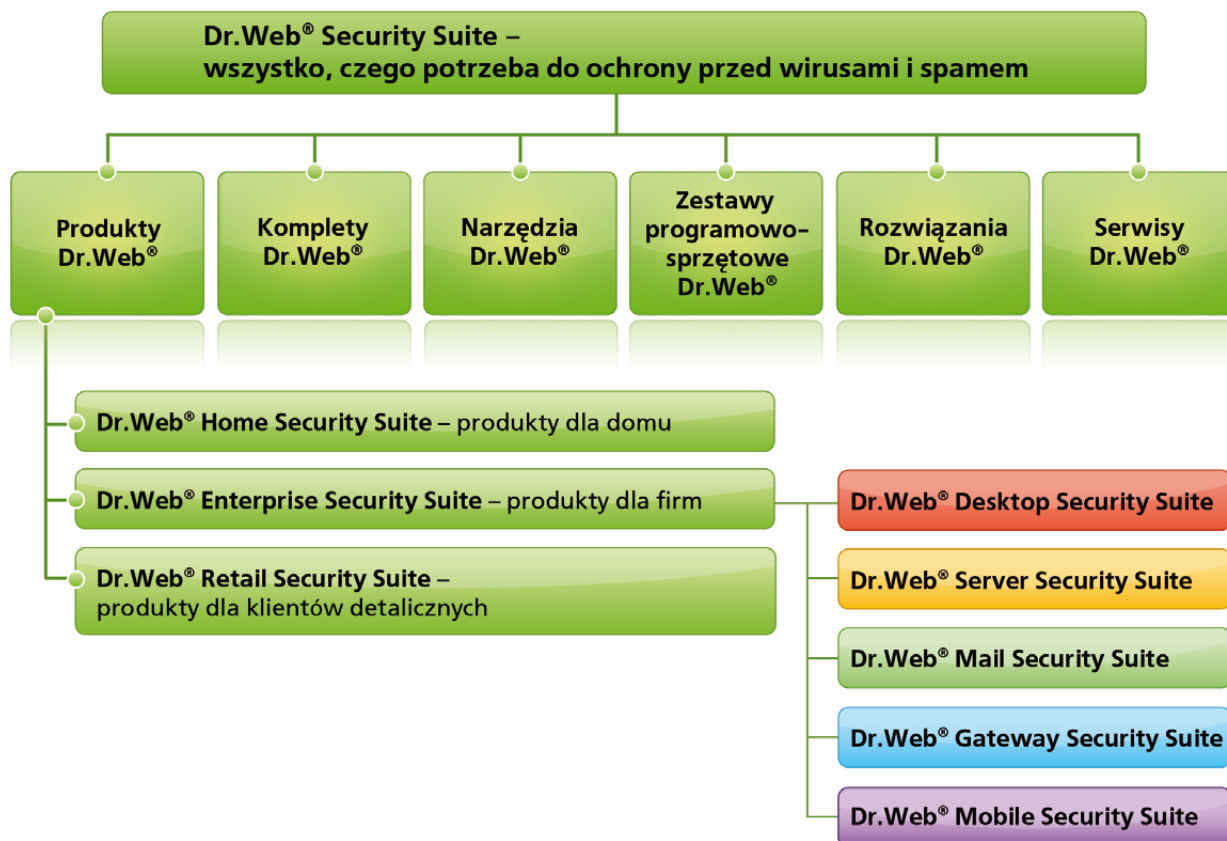 Dr.Web® Security Suite –
wszystko, czego potrzeba do ochrony przed wirusami i spamem
Produkty
Dr.Web®
Komplety
Dr.Web®
Narzędzia
Dr.Web®
Zestawy
programowo–
sprzętowe
Dr.Web®
Rozwiązania
Dr.Web®
Serwisy
Dr.Web®
Dr.Web® Home Security Suite – produkty dla domu
Dr.Web® Enterprise Security Suite – produkty dla firm
Dr.Web® Retail Security Suite –
produkty dla klientów detalicznych
Dr.Web® Desktop Security Suite
Dr.Web® Server Security Suite
Dr.Web® Mail Security Suite
Dr.Web® Gateway Security Suite
Dr.Web® Mobile Security Suite